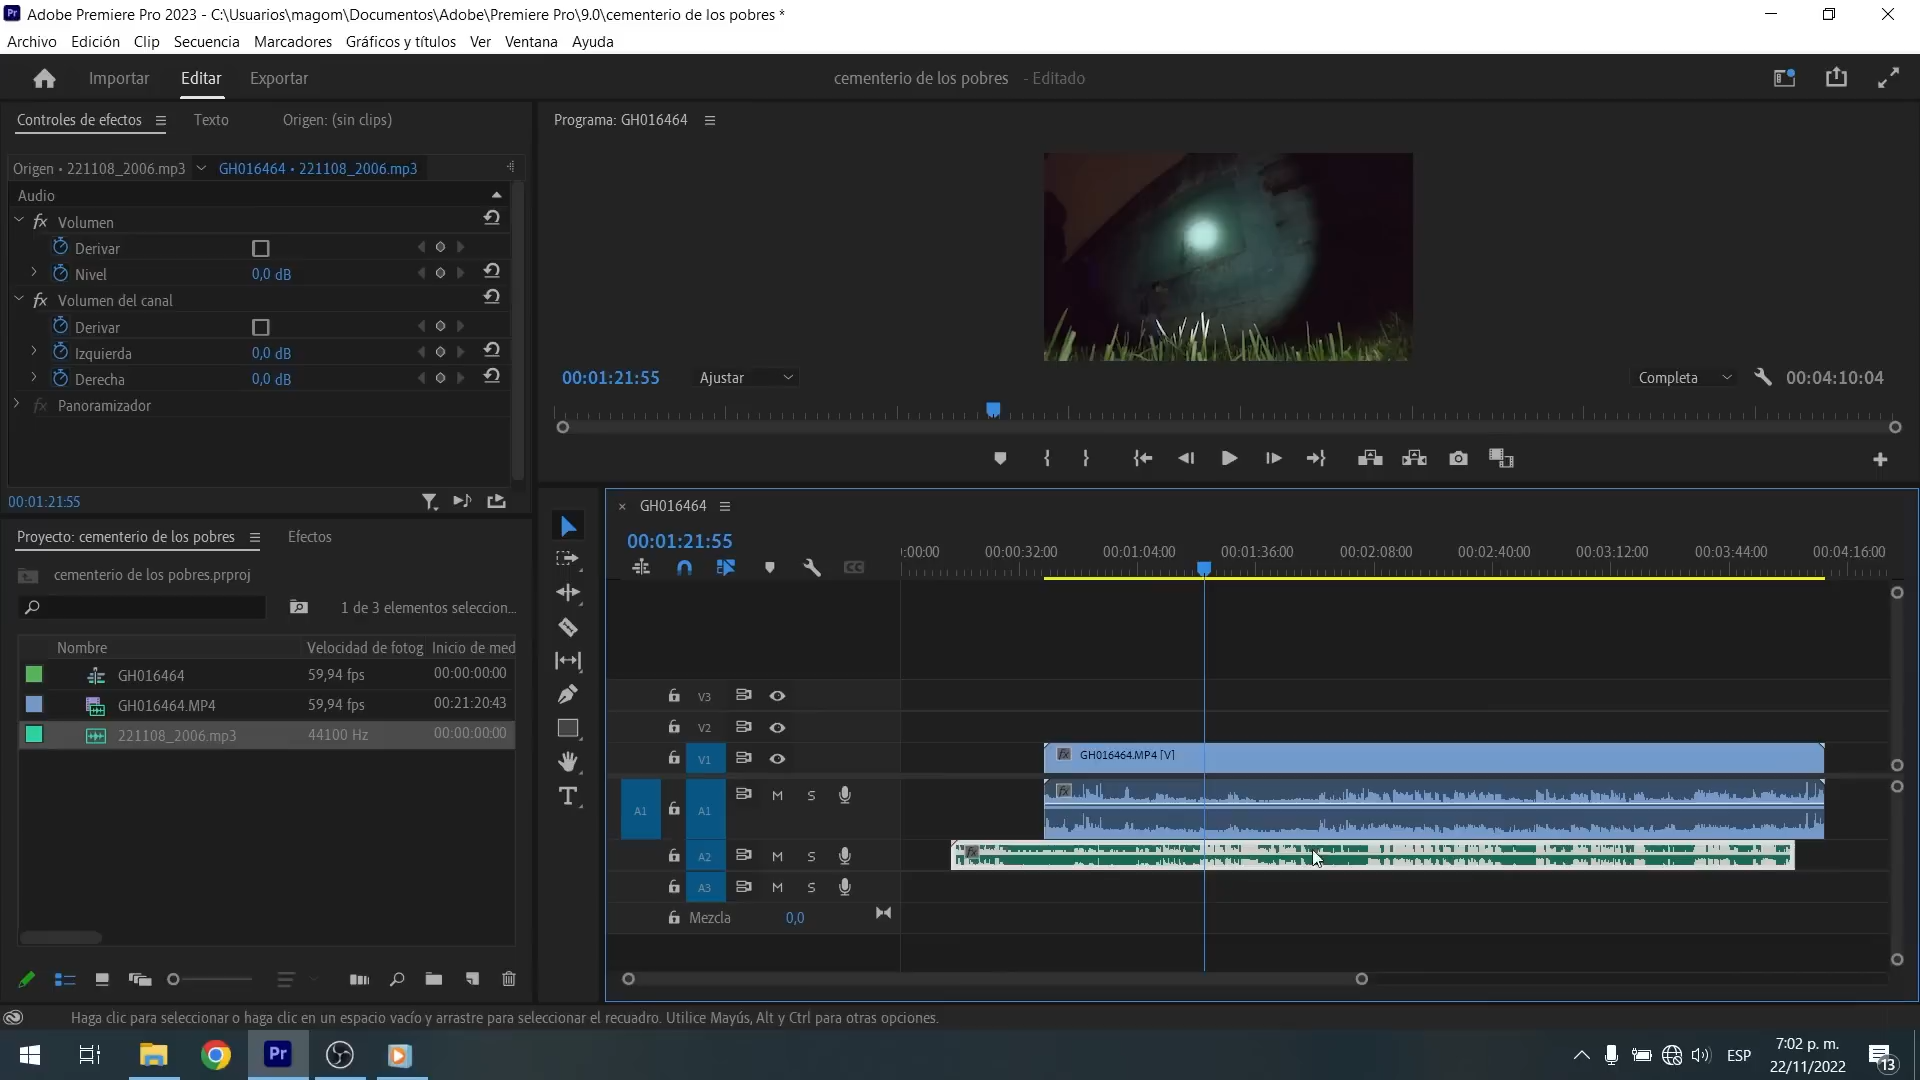 Adobe Premiere Pro 2023 - C:\Usuarios\magom\Documentos\Adobe\Premiere Pro\9.0\cementerio de los pobres *
Archivo Edición Clip Secuencia Marcadores Gráficos y títulos Ver Ventana Ayuda
Importar Editar Exportar cementerio de los pobres - Editado
Controles de efectos Texto Origen: (sin clips) Programa: GH016464
Origen • 221108_2006.mp3 GH016464 • 221108_2006.mp3
Audio
fx Volumen
Derivar
Nivel 0,0 dB
fx Volumen del canal
Derivar
Izquierda 0,0 dB
Derecha 0,0 dB
fx Panoramizador
00:01:21:55 Ajustar Completa 00:04:10:04
00:01:21:55
GH016464
00:01:21:55
:00:00 00:00:32:00 00:01:04:00 00:01:36:00 00:02:08:00 00:02:40:00 00:03:12:00 00:03:44:00 00:04:16:00
CC
Proyecto: cementerio de los pobres Efectos
cementerio de los pobres.prproj
1 de 3 elementos seleccion...
Nombre Velocidad de fotog Inicio de med
GH016464 59,94 fps 00:00:00:00
GH016464.MP4 59,94 fps 00:21:20:43
221108_2006.mp3 44100 Hz 00:00:00:00
V3
V2
V1 fx GH016464.MP4 [V]
A1 A1 M S fx
A2 M S fx
A3 M S
Mezcla 0,0
Haga clic para seleccionar o haga clic en un espacio vacío y arrastre para seleccionar el recuadro. Utilice Mayús, Alt y Ctrl para otras opciones.
Pr ESP 7:02 p. m.
22/11/2022 13